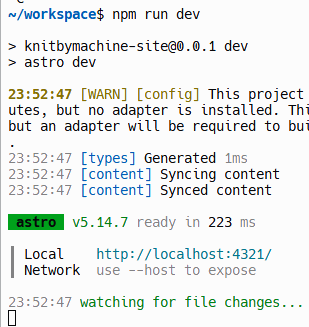 ~/workspace$ npm run dev
> knitbymachine-site@0.0.1 dev
> astro dev
23:52:47 [WARN] [config] This project
utes, but no adapter is installed. Thi
but an adapter will be required to bui
.
23:52:47 [types] Generated 1ms
23:52:47 [content] Syncing content
23:52:47 [content] Synced content
astro v5.14.7 ready in 223 ms
Local http://localhost:4321/
Network use --host to expose
23:52:47 watching for file changes...